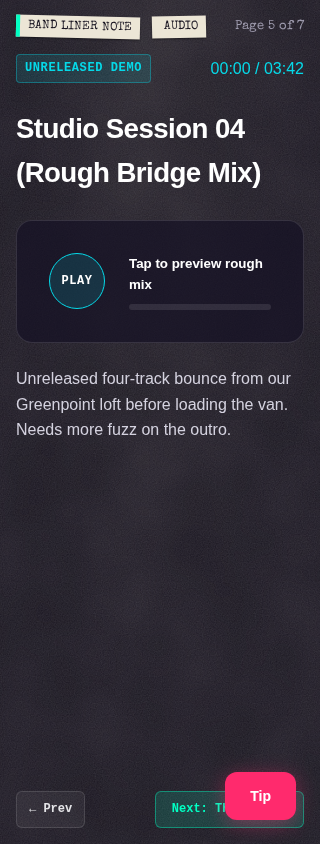 BAND LINER NOTE AUDIO Page 5 of 7
UNRELEASED DEMO 00:00 / 03:42
Studio Session 04
(Rough Bridge Mix)
PLAY
Tap to preview rough
mix
Unreleased four-track bounce from our
Greenpoint loft before loading the van.
Needs more fuzz on the outro.
← Prev
Next:
Tip